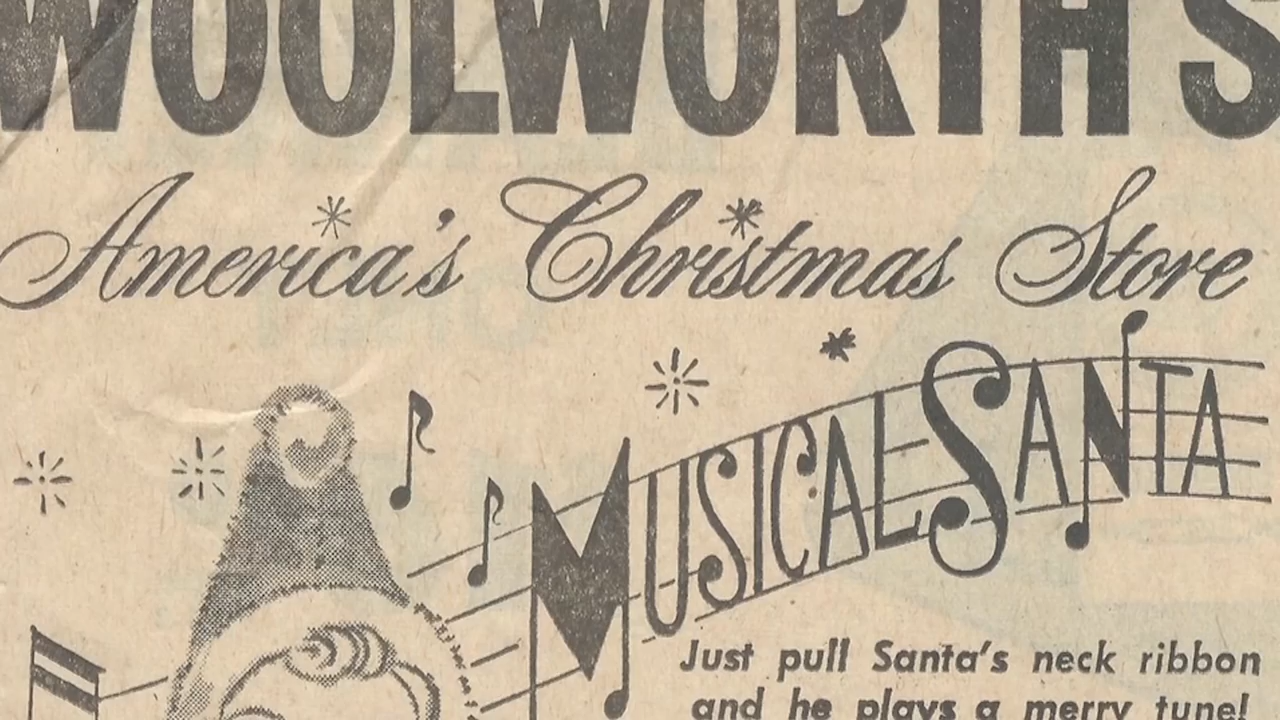 WOOLWORTH'S
America's Christmas Store
MUSICAL SANTA
Just pull Santa's neck ribbon
and he plays a merry tune!